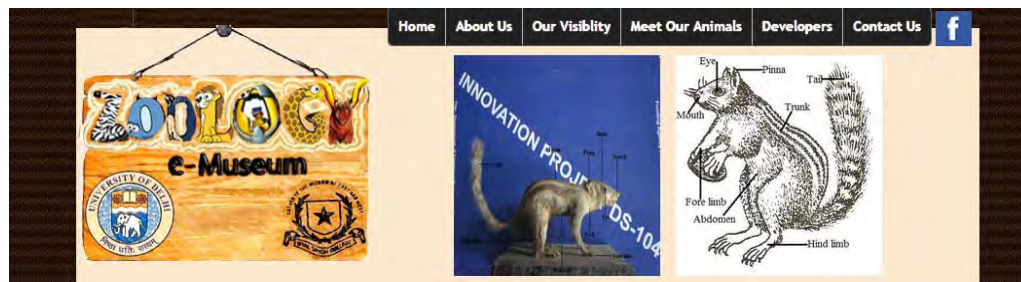 Home
About Us
Our Visiblity
Meet Our Animals
Developers
Contact Us
f
ZOOLOGY
e-Museum
UNIVERSITY OF DELHI
INNOVATION PROJE
DS-104
Eye
Pinna
Tail
Mouth
Trunk
Fore limb
Abdomen
Hind limb